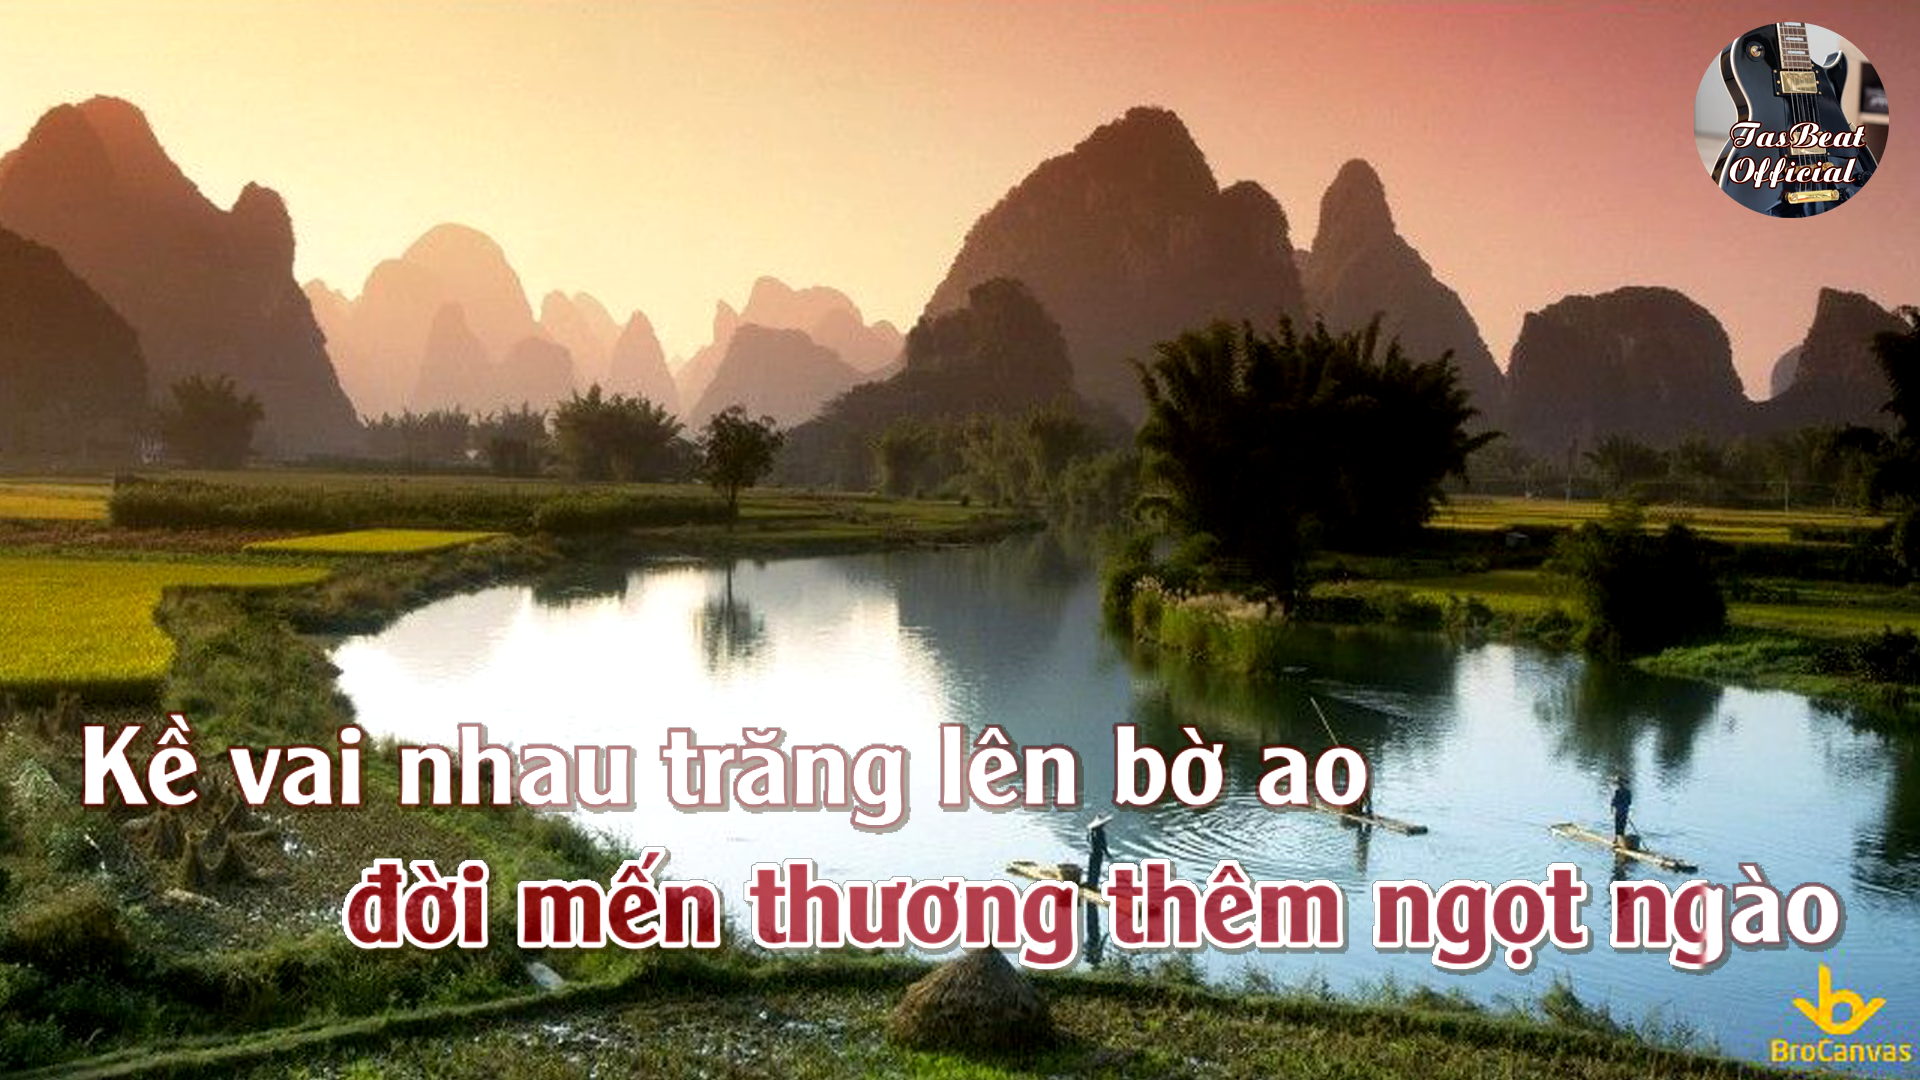 TasBeat
Official
Kề vai nhau trăng lên bờ ao
đời mến thương thêm ngọt ngào
BroCanvas